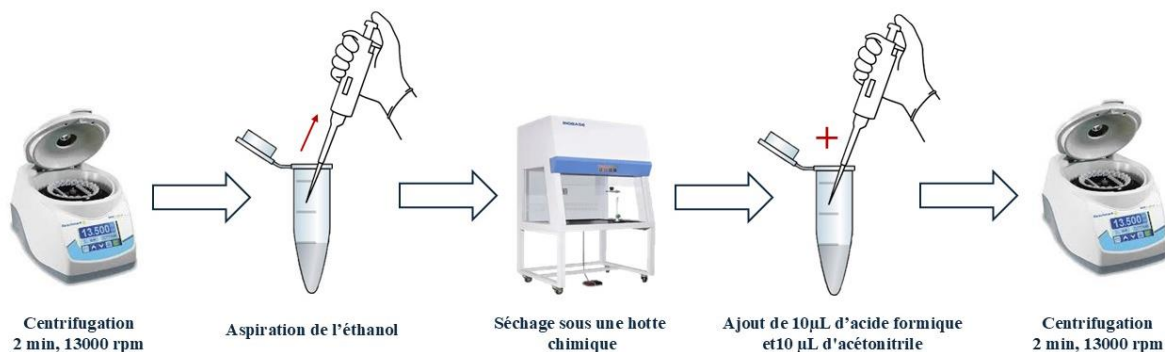 13.500
BIOBASE
13.500
Centrifugation
2 min, 13000 rpm
Aspiration de l'éthanol
Séchage sous une hotte
chimique
Ajout de 10µL d'acide formique
et10 µL d'acétonitrile
Centrifugation
2 min, 13000 rpm